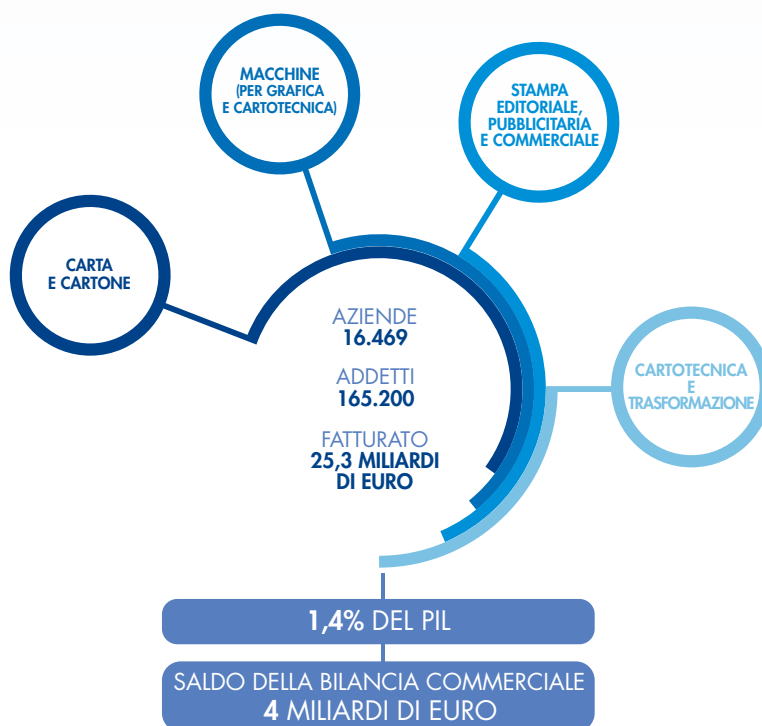 MACCHINE
(PER GRAFICA
E CARTOTECNICA)
STAMPA
EDITORIALE,
PUBBLICITARIA
E COMMERCIALE
CARTA
E CARTONE
AZIENDE
16.469
ADDETTI
165.200
FATTURATO
25,3 MILIARDI
DI EURO
CARTOTECNICA
E
TRASFORMAZIONE
1,4% DEL PIL
SALDO DELLA BILANCIA COMMERCIALE
4 MILIARDI DI EURO